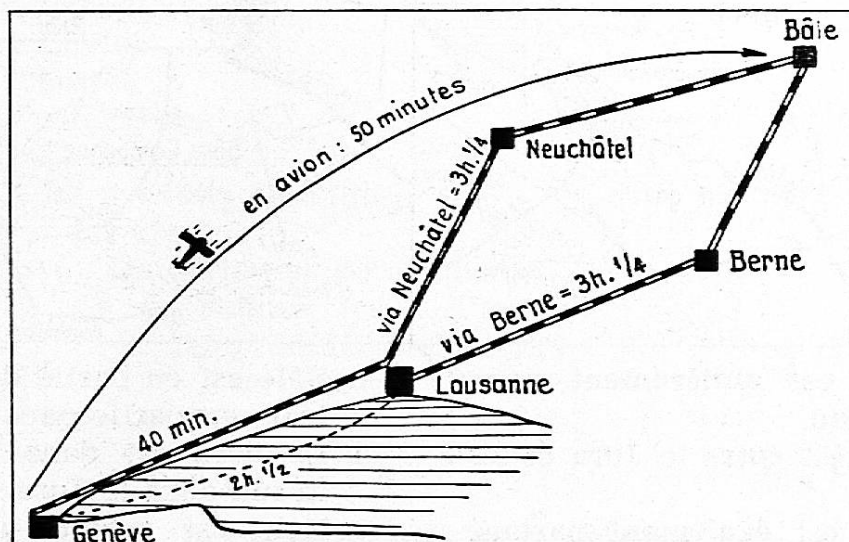 Bâle
en avion : 50 minutes
Neuchâtel
via Neuchâtel = 3h. 1/4
Berne
via Berne = 3h. 1/4
Lausanne
40 min.
2h. 1/2
Genève